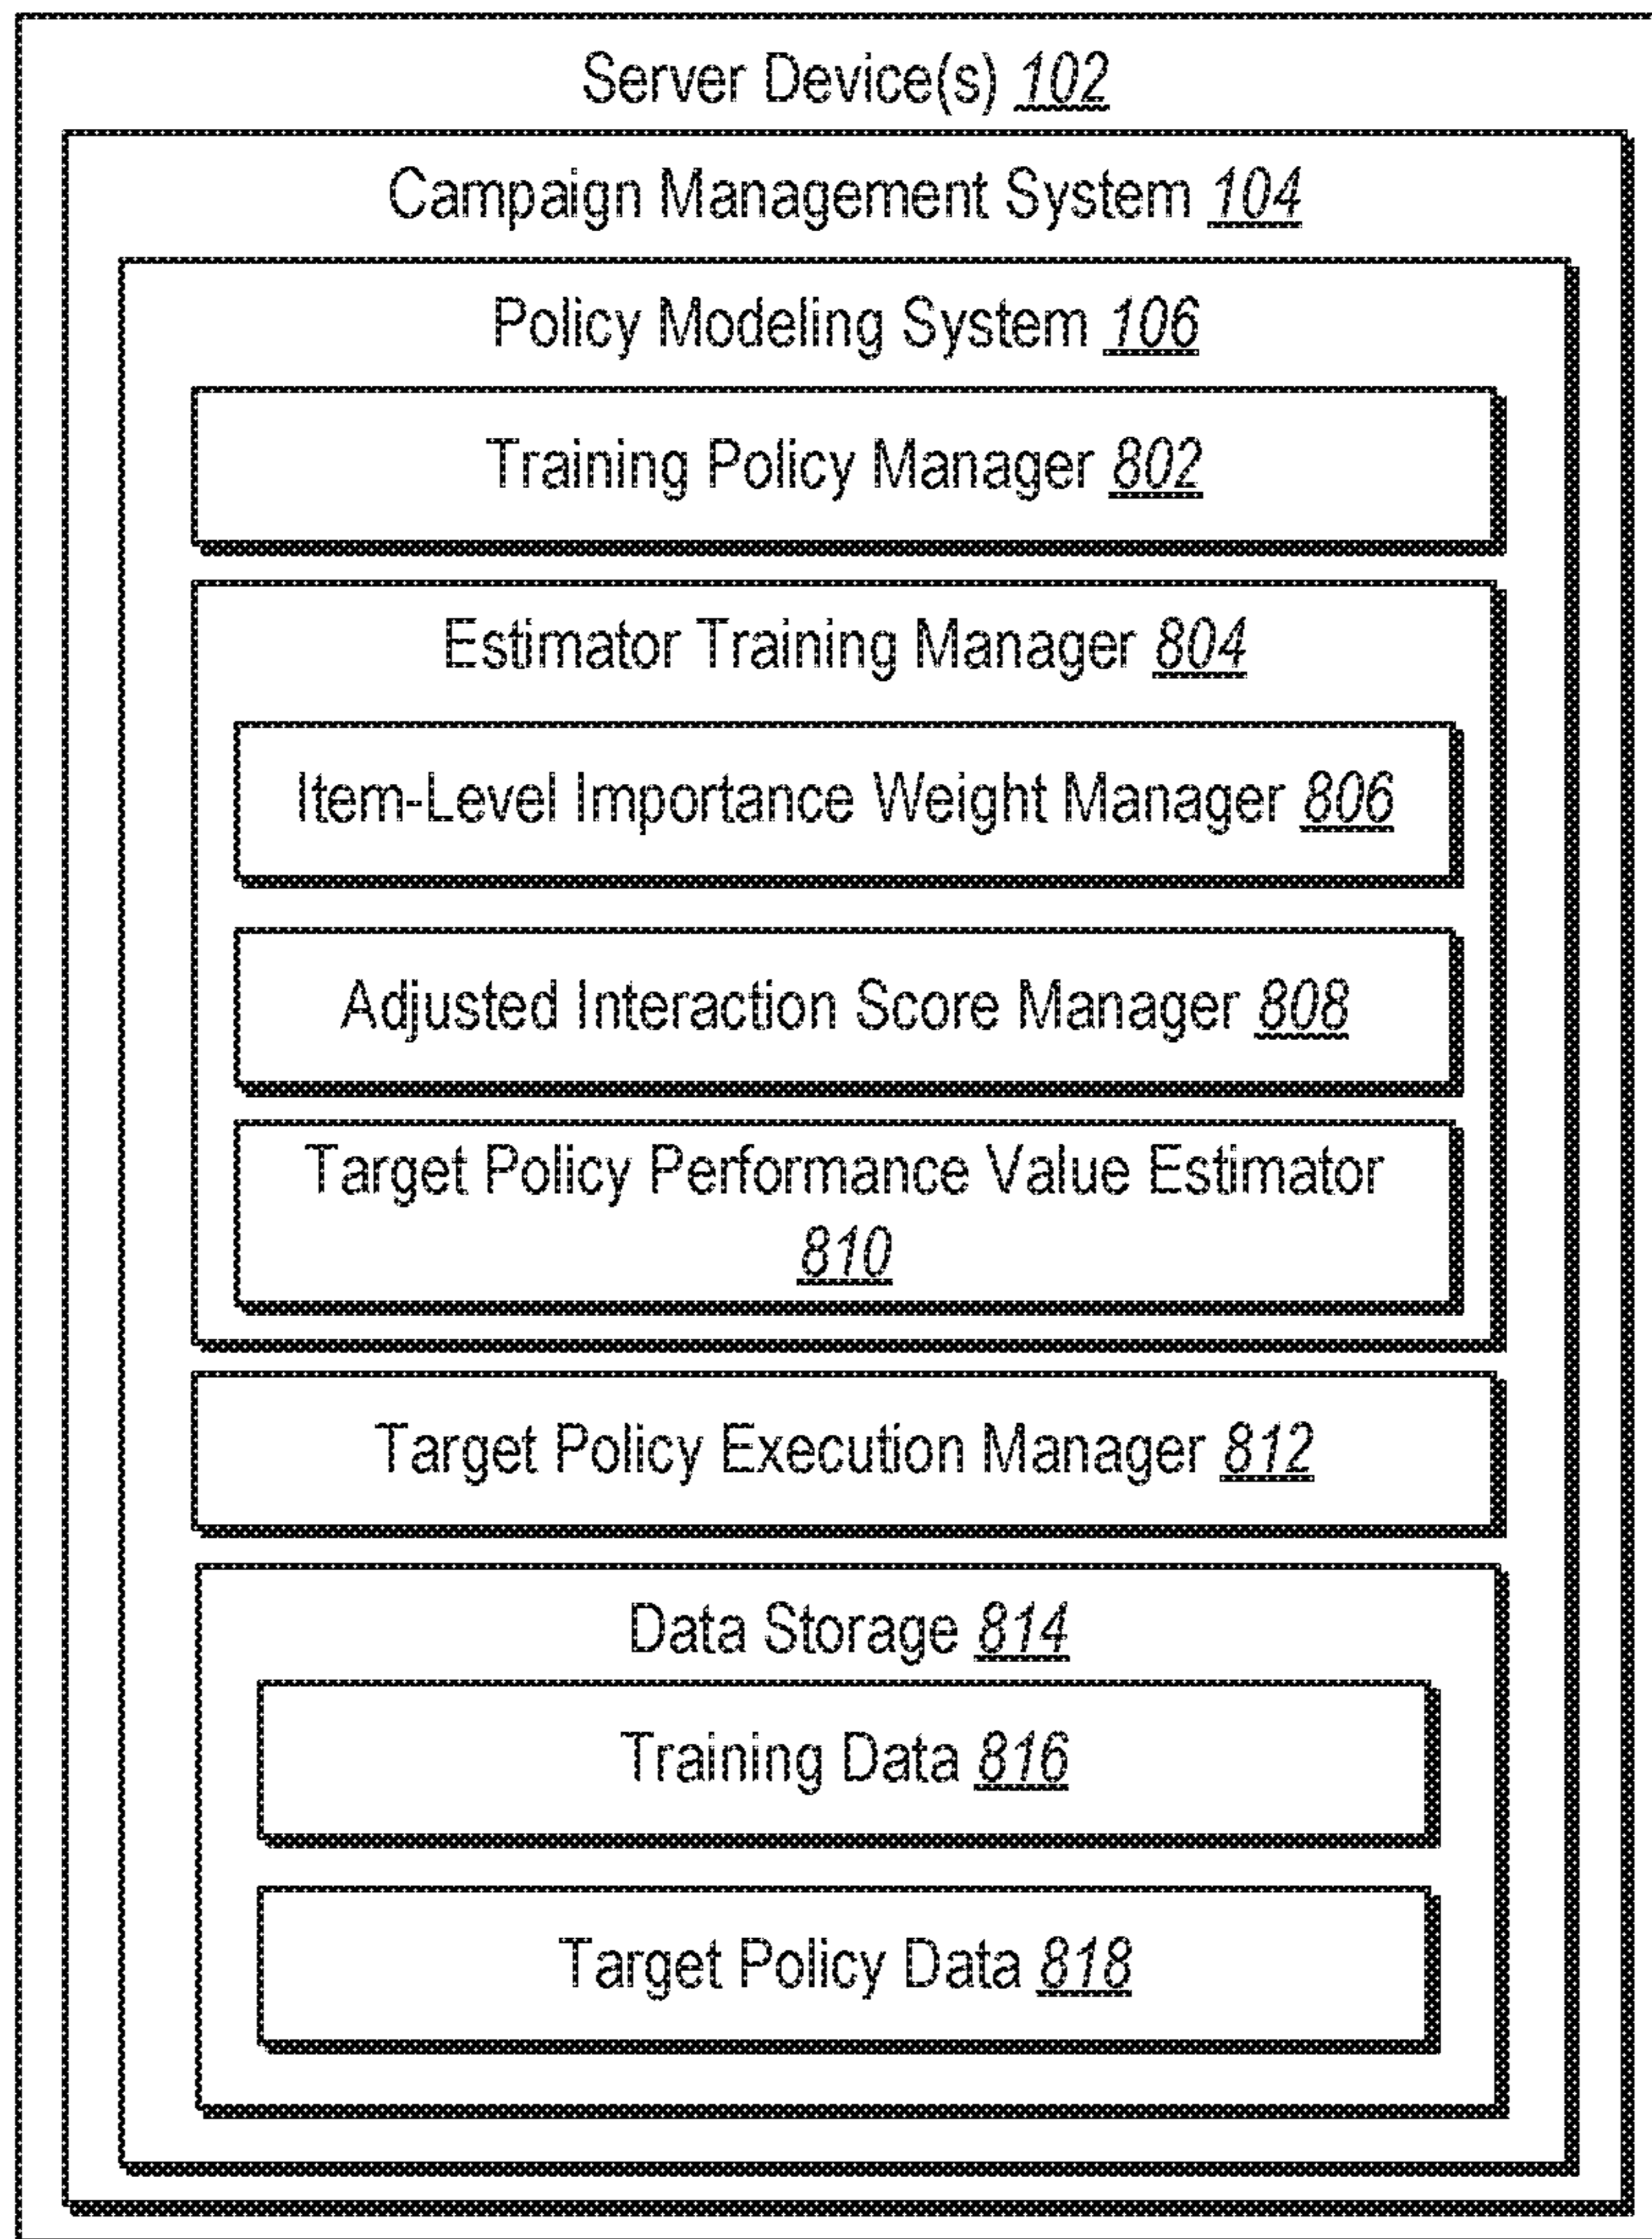 Server Device(s) 102
Campaign Management System 104
Policy Modeling System 106
Training Policy Manager 802
Estimator Training Manager 804
Item-Level Importance Weight Manager 806
Adjusted Interaction Score Manager 808
Target Policy Performance Value Estimator
810
Target Policy Execution Manager 812
Data Storage 814
Training Data 816
Target Policy Data 818